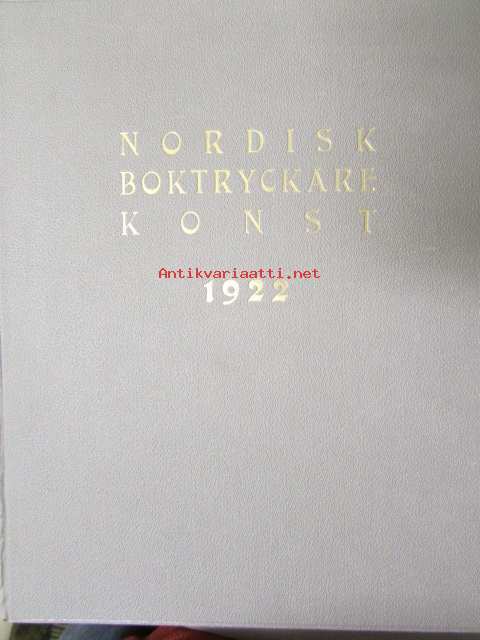 NORDISK
BOKTRYCKARE
KONST
Antikvariaatti.net
1922